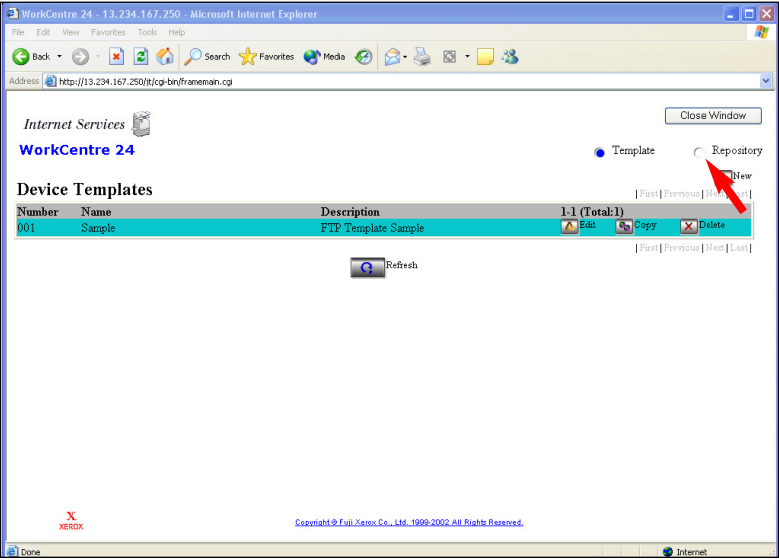 WorkCentre 24 - 13.234.167.250 - Microsoft Internet Explorer
File Edit View Favorites Tools Help
Back Search Favorites Media
Address http://13.234.167.250/jt/cgi-bin/framemain.cgi
Close Window
Internet Services
WorkCentre 24
Template Repository
New
Device Templates
|First|Previous|Next|Last|
Number Name Description 1-1 (Total:1)
001 Sample FTP Template Sample Edit Copy Delete
|First|Previous|Next|Last|
Refresh
X
XEROX
Copyright © Fuji Xerox Co., Ltd. 1999-2002 All Rights Reserved.
Done Internet